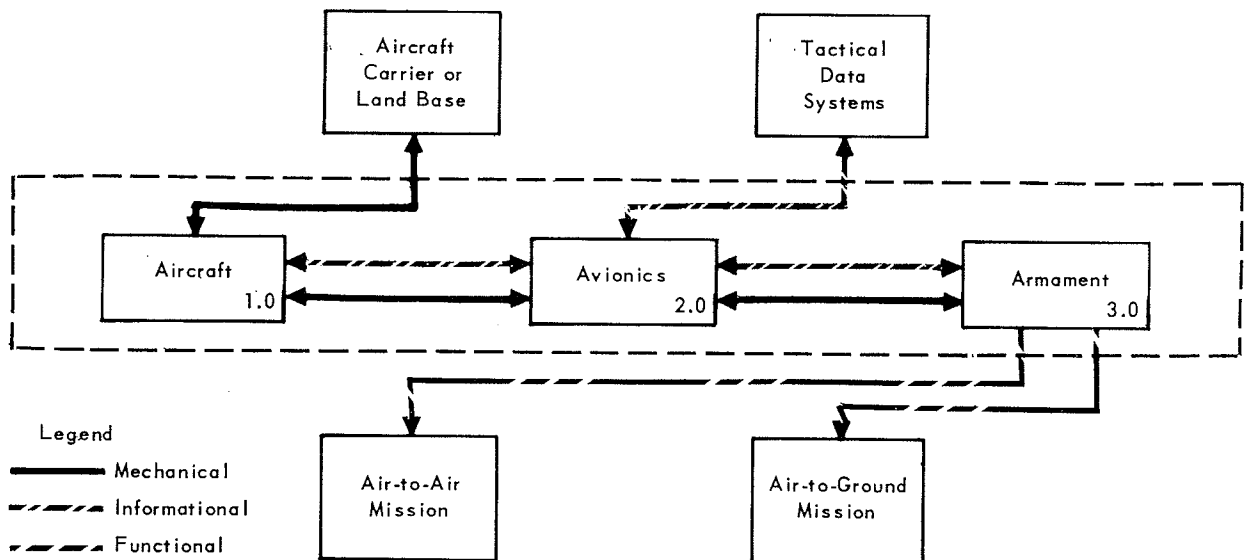 Aircraft
Carrier or
Land Base
Tactical
Data
Systems
Aircraft
1.0
Avionics
2.0
Armament
3.0
Legend
Mechanical
Informational
Functional
Air-to-Air
Mission
Air-to-Ground
Mission